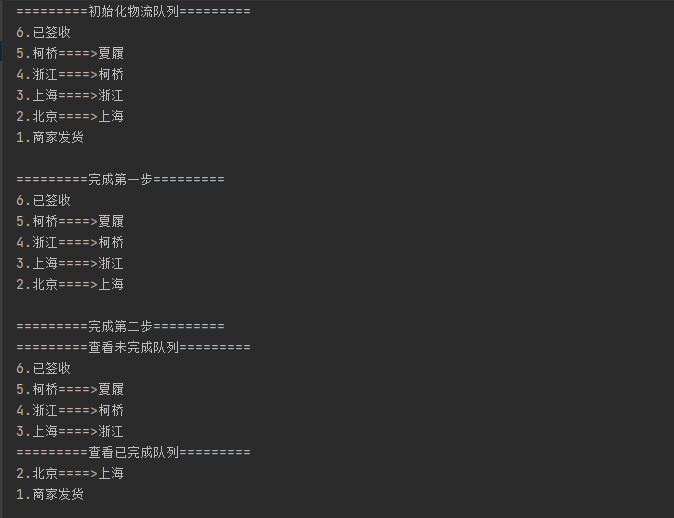 =========初始化物流队列=========
6.已签收
5.柯桥====>夏履
4.浙江====>柯桥
3.上海====>浙江
2.北京====>上海
1.商家发货
=========完成第一步=========
6.已签收
5.柯桥====>夏履
4.浙江====>柯桥
3.上海====>浙江
2.北京====>上海
=========完成第二步=========
=========查看未完成队列=========
6.已签收
5.柯桥====>夏履
4.浙江====>柯桥
3.上海====>浙江
=========查看已完成队列=========
2.北京====>上海
1.商家发货